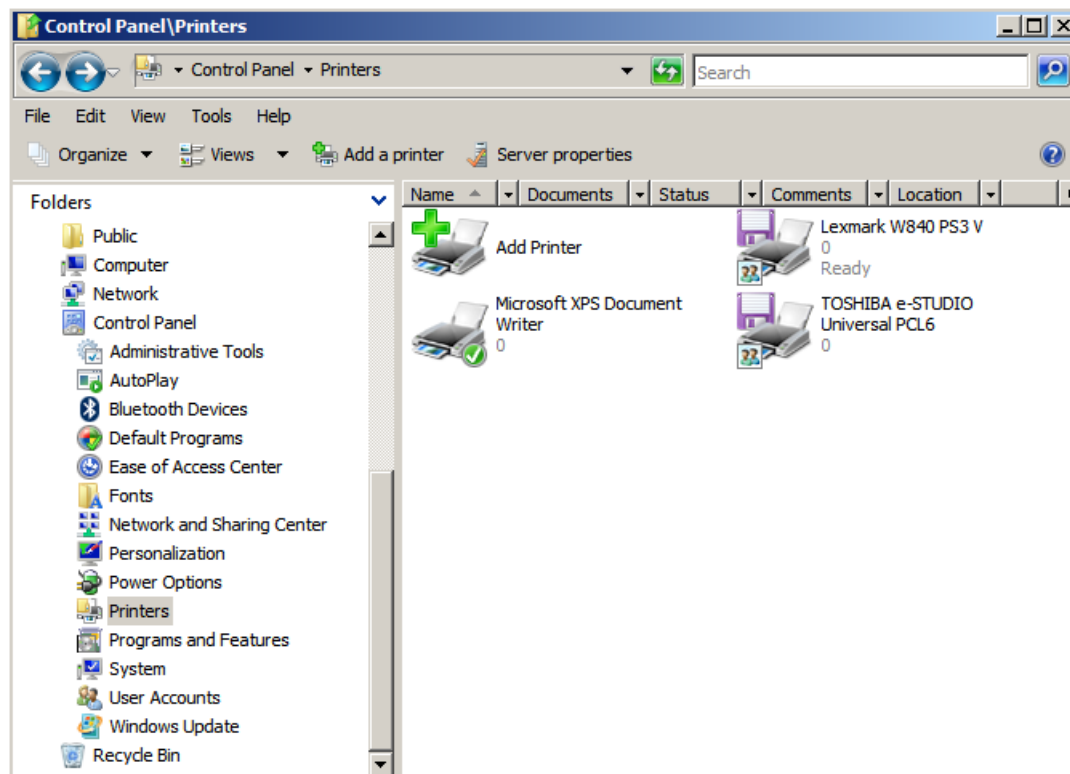 Control Panel\Printers
Control Panel Printers
Search
File Edit View Tools Help
Organize Views Add a printer Server properties
Folders
Name Documents Status Comments Location
Public
Computer
Network
Control Panel
Administrative Tools
AutoPlay
Bluetooth Devices
Default Programs
Ease of Access Center
Fonts
Network and Sharing Center
Personalization
Power Options
Printers
Programs and Features
System
User Accounts
Windows Update
Recycle Bin
Add Printer
Lexmark W840 PS3 V
0
Ready
Microsoft XPS Document
Writer
0
TOSHIBA e-STUDIO
Universal PCL6
0